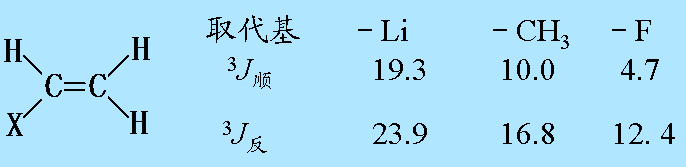 取代基 －Li －CH₃ －F
H H
³J顺 19.3 10.0 4.7
C=C
X H
³J反 23.9 16.8 12.4